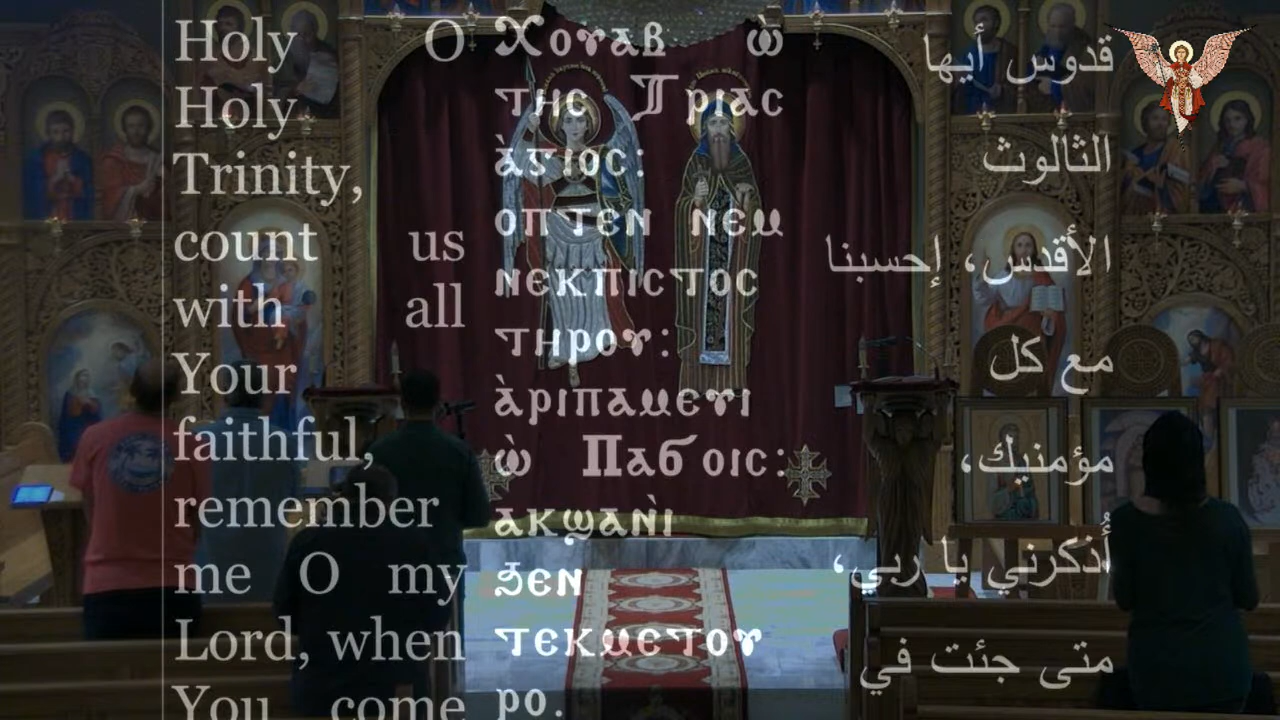 Holy O
Holy
Trinity,
count us
with all
Your
faithful,
remember
me O my
Lord, when
You come
Ⲭⲟⲩⲁⲃ ⲱ̀
ⲧⲏⲥ Ⲧⲣⲓⲁⲥ
ⲁ̀ⲅⲓⲟⲥ:
ⲟⲡⲧⲉⲛ ⲛⲉⲙ
ⲛⲉⲕⲡⲓⲥⲧⲟⲥ
ⲧⲏⲣⲟⲩ:
ⲁ̀ⲣⲓⲡⲁⲙⲉⲩⲓ
ⲱ̀ Ⲡⲁϭⲟⲓⲥ:
ⲁⲕϣⲁⲛⲓ̀
ϧⲉⲛ
ⲧⲉⲕⲙⲉⲧⲟⲩ
ⲣⲟ.
قدوس أيها
الثالوث
الأقدس، إحسبنا
مع كل
مؤمنيك،
أُذكرني يا ربي،
متى جئت في